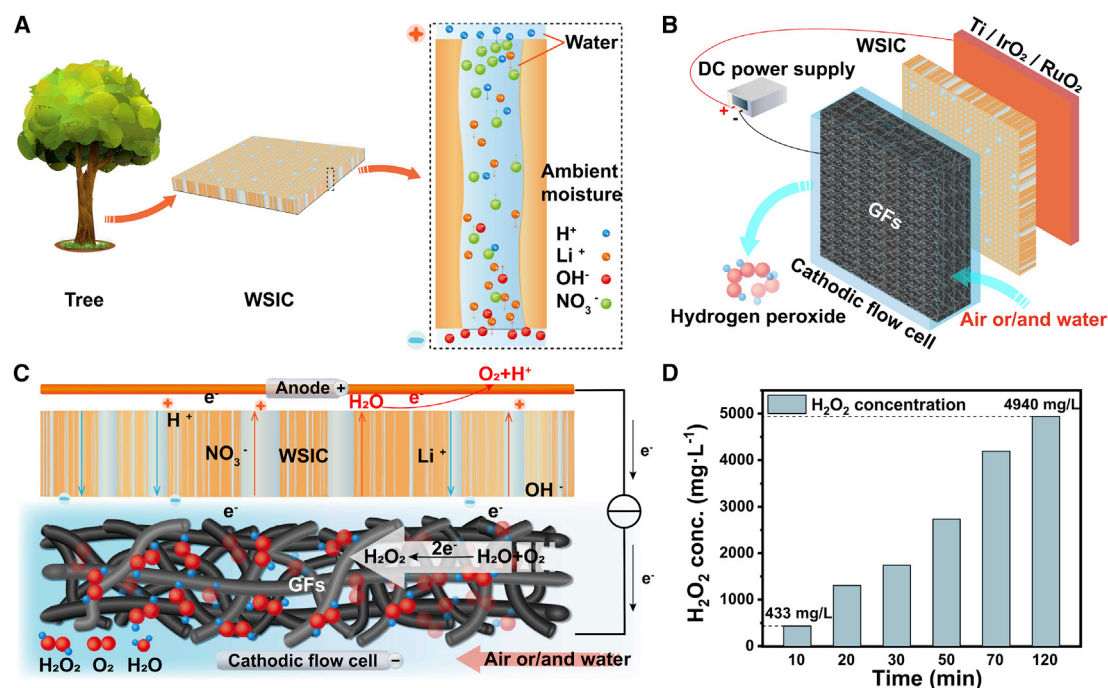 A
Tree
WSIC
+
Water
Ambient
moisture
H⁺
Li⁺
OH⁻
NO₃⁻
−
B
Ti / IrO₂ / RuO₂
WSIC
DC power supply
+ -
GFs
Cathodic flow cell
Hydrogen peroxide
Air or/and water
C
Anode +
O₂+H⁺
e⁻
H₂O
e⁻
H⁺
NO₃⁻
WSIC
Li⁺
OH⁻
e⁻
e⁻
e⁻
H₂O₂ 2e⁻ H₂O+O₂
GFs
e⁻
H₂O₂ O₂ H₂O
Cathodic flow cell −
Air or/and water
D
H₂O₂ concentration
4940 mg/L
433 mg/L
H₂O₂ conc. (mg·L⁻¹)
5000
4000
3000
2000
1000
0
10 20 30 50 70 120
Time (min)